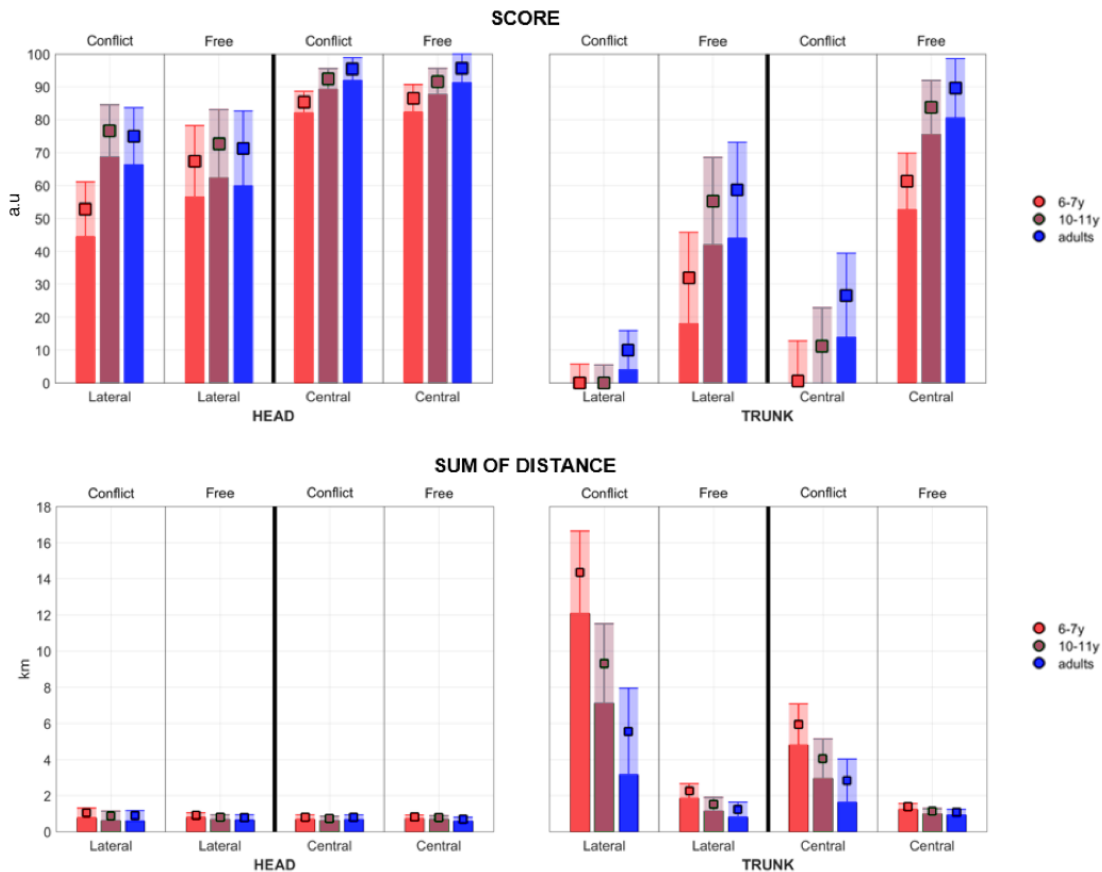 SCORE
Conflict Free Conflict Free Conflict Free Conflict Free
100
90
80
70
60
50
40
30
20
10
0
a.u
Lateral Lateral Central Central Lateral Lateral Central Central
HEAD TRUNK
6-7y
10-11y
adults
SUM OF DISTANCE
Conflict Free Conflict Free Conflict Free Conflict Free
18
16
14
12
10
8
6
4
2
0
km
Lateral Lateral Central Central Lateral Lateral Central Central
HEAD TRUNK
6-7y
10-11y
adults